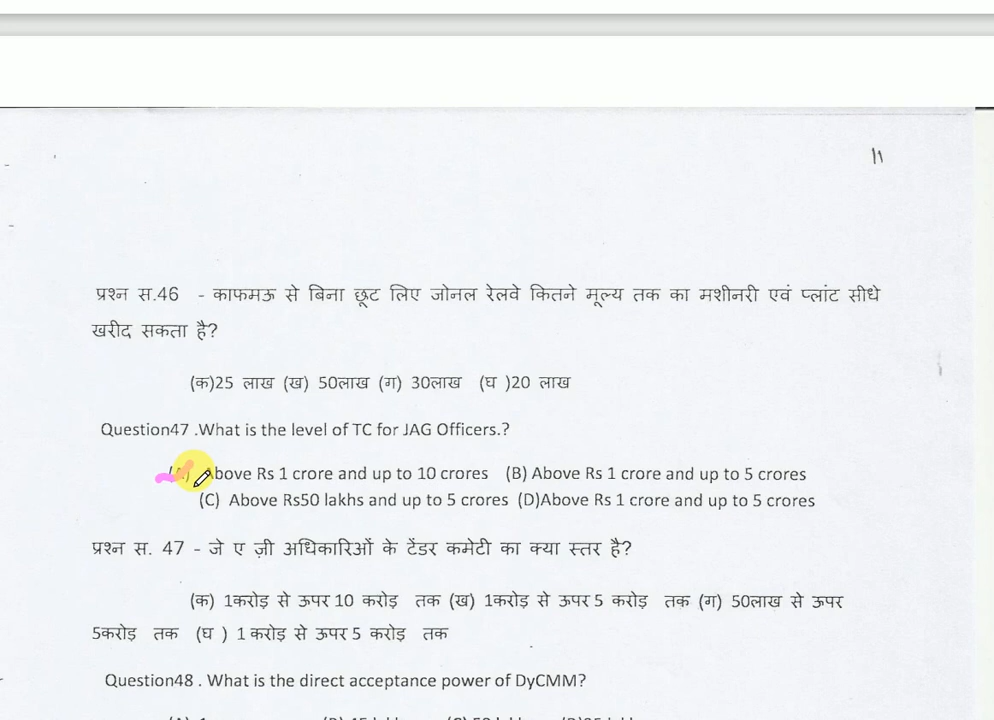 11
प्रश्न स.46 - काफमऊ से बिना छूट लिए जोनल रेलवे कितने मूल्य तक का मशीनरी एवं प्लांट सीधे
खरीद सकता है?
(क)25 लाख (ख) 50लाख (ग) 30लाख (घ )20 लाख
Question47 .What is the level of TC for JAG Officers.?
(A) Above Rs 1 crore and up to 10 crores (B) Above Rs 1 crore and up to 5 crores
(C) Above Rs50 lakhs and up to 5 crores (D)Above Rs 1 crore and up to 5 crores
प्रश्न स. 47 - जे ए ज़ी अधिकारिओं के टेंडर कमेटी का क्या स्तर है?
(क) 1करोड़ से ऊपर 10 करोड़ तक (ख) 1करोड़ से ऊपर 5 करोड़ तक (ग) 50लाख से ऊपर
5करोड़ तक (घ ) 1 करोड़ से ऊपर 5 करोड़ तक
Question48 . What is the direct acceptance power of DyCMM?